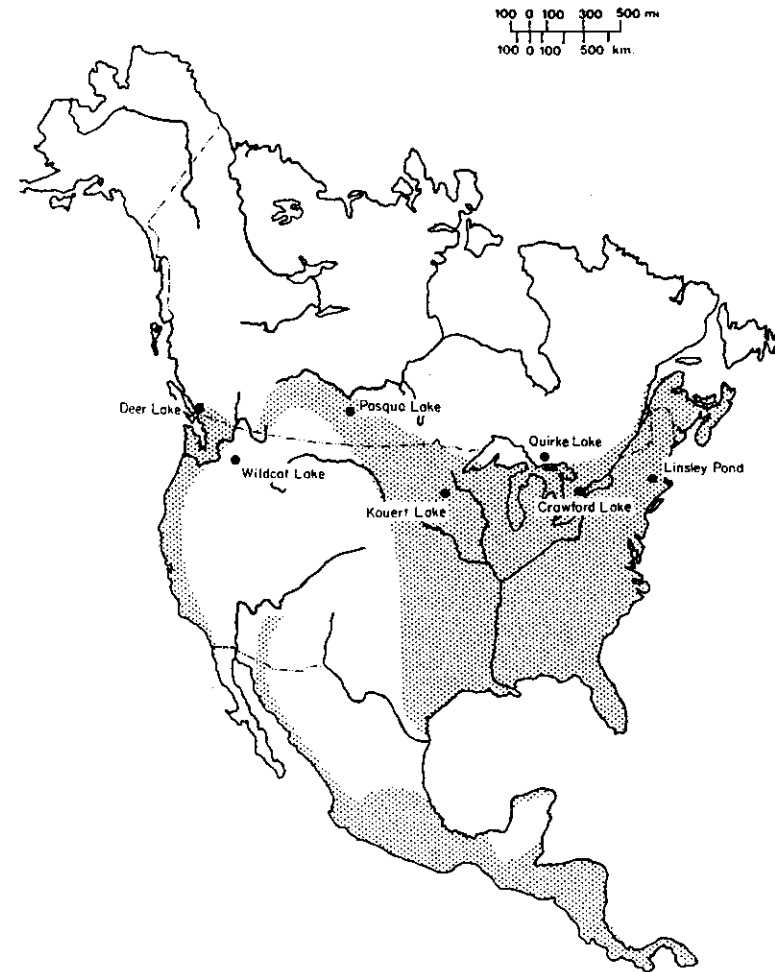 100 0 100 300 500 mi.
100 0 100 500 km.
Deer Lake
Pasqua Lake
Wildcat Lake
Quirke Lake
Linsley Pond
Kouert Lake
Crawford Lake